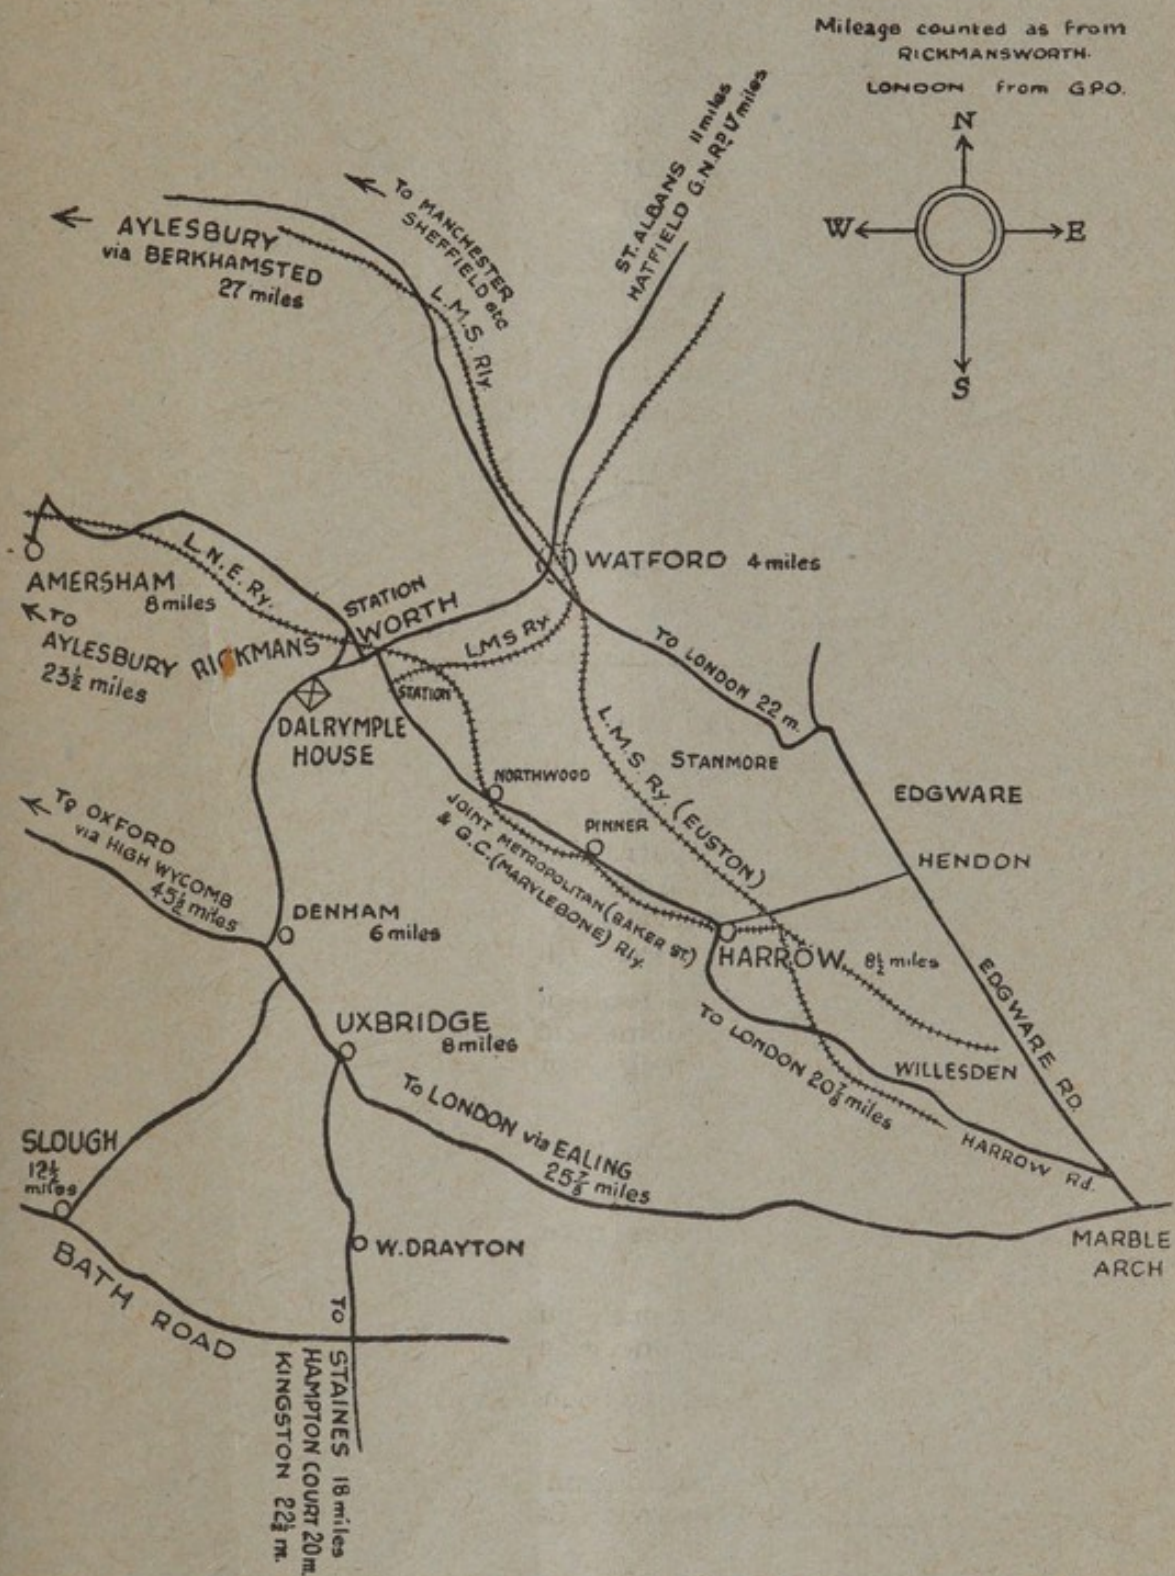 Mileage counted as from
RICKMANSWORTH.
LONDON from G.P.O.
N
W
E
S
ST. ALBANS 11 miles
HATFIELD G.N.RD. 17 miles
To MANCHESTER
SHEFFIELD etc
AYLESBURY
via BERKHAMSTED
27 miles
L.M.S. Rly.
WATFORD 4 miles
L.N.E. Ry.
AMERSHAM
8 miles
STATION
RICKMANSWORTH
LMS Ry
To
AYLESBURY
23½ miles
STATION
DALRYMPLE
HOUSE
TO LONDON 22 m.
L.M.S. Ry. (EUSTON)
STANMORE
EDGWARE
NORTHWOOD
PINNER
HENDON
JOINT METROPOLITAN (BAKER ST.)
& G.C. (MARYLEBONE) Rly.
To OXFORD
via HIGH WYCOMB
45½ miles
DENHAM
6 miles
HARROW 8½ miles
EDGWARE RD.
UXBRIDGE
8 miles
To LONDON 20⅞ miles
WILLESDEN
To LONDON via EALING
25⅞ miles
HARROW Rd.
SLOUGH
12½
miles
W. DRAYTON
MARBLE
ARCH
BATH ROAD
TO
STAINES 18 miles
HAMPTON COURT 20 m.
KINGSTON 22½ m.